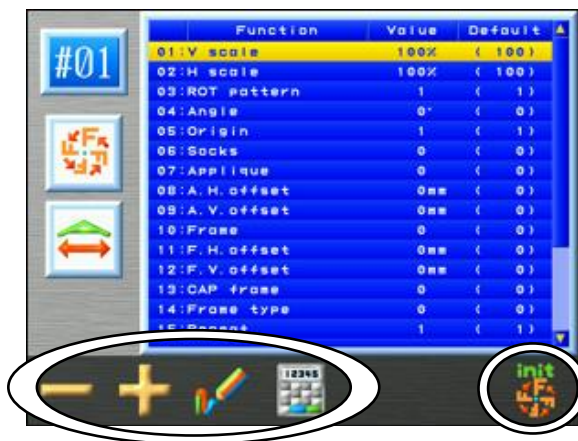 Function Value Default
#01
01:V scale 100% ( 100)
02:H scale 100% ( 100)
03:ROT pattern 1 ( 1)
04:Angle 0° ( 0)
05:Origin 1 ( 1)
06:Socks 0 ( 0)
07:Applique 0 ( 0)
08:A.H.offset 0mm ( 0)
09:A.V.offset 0mm ( 0)
10:Frame 0 ( 0)
11:F.H.offset 0mm ( 0)
12:F.V.offset 0mm ( 0)
13:CAP frame 0 ( 0)
14:Frame type 0 ( 0)
15:Repeat 1 ( 1)
12345
init